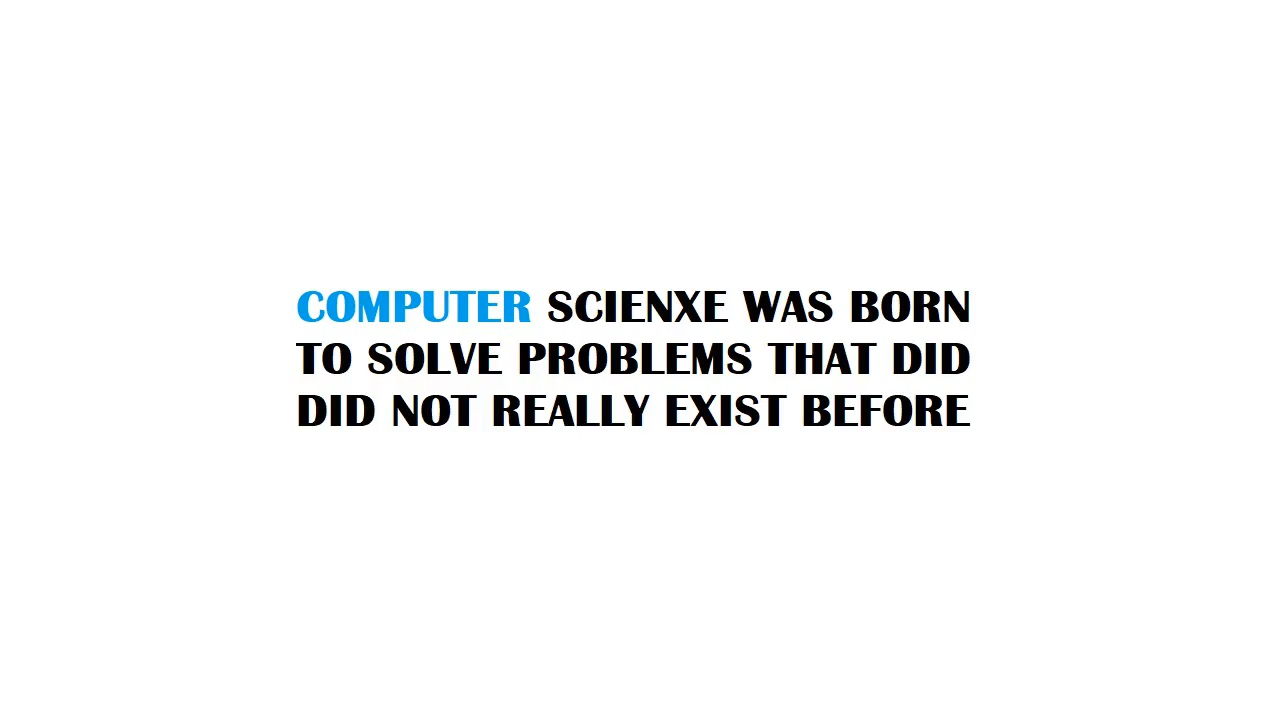 COMPUTER SCIENXE WAS BORN
TO SOLVE PROBLEMS THAT DID
DID NOT REALLY EXIST BEFORE